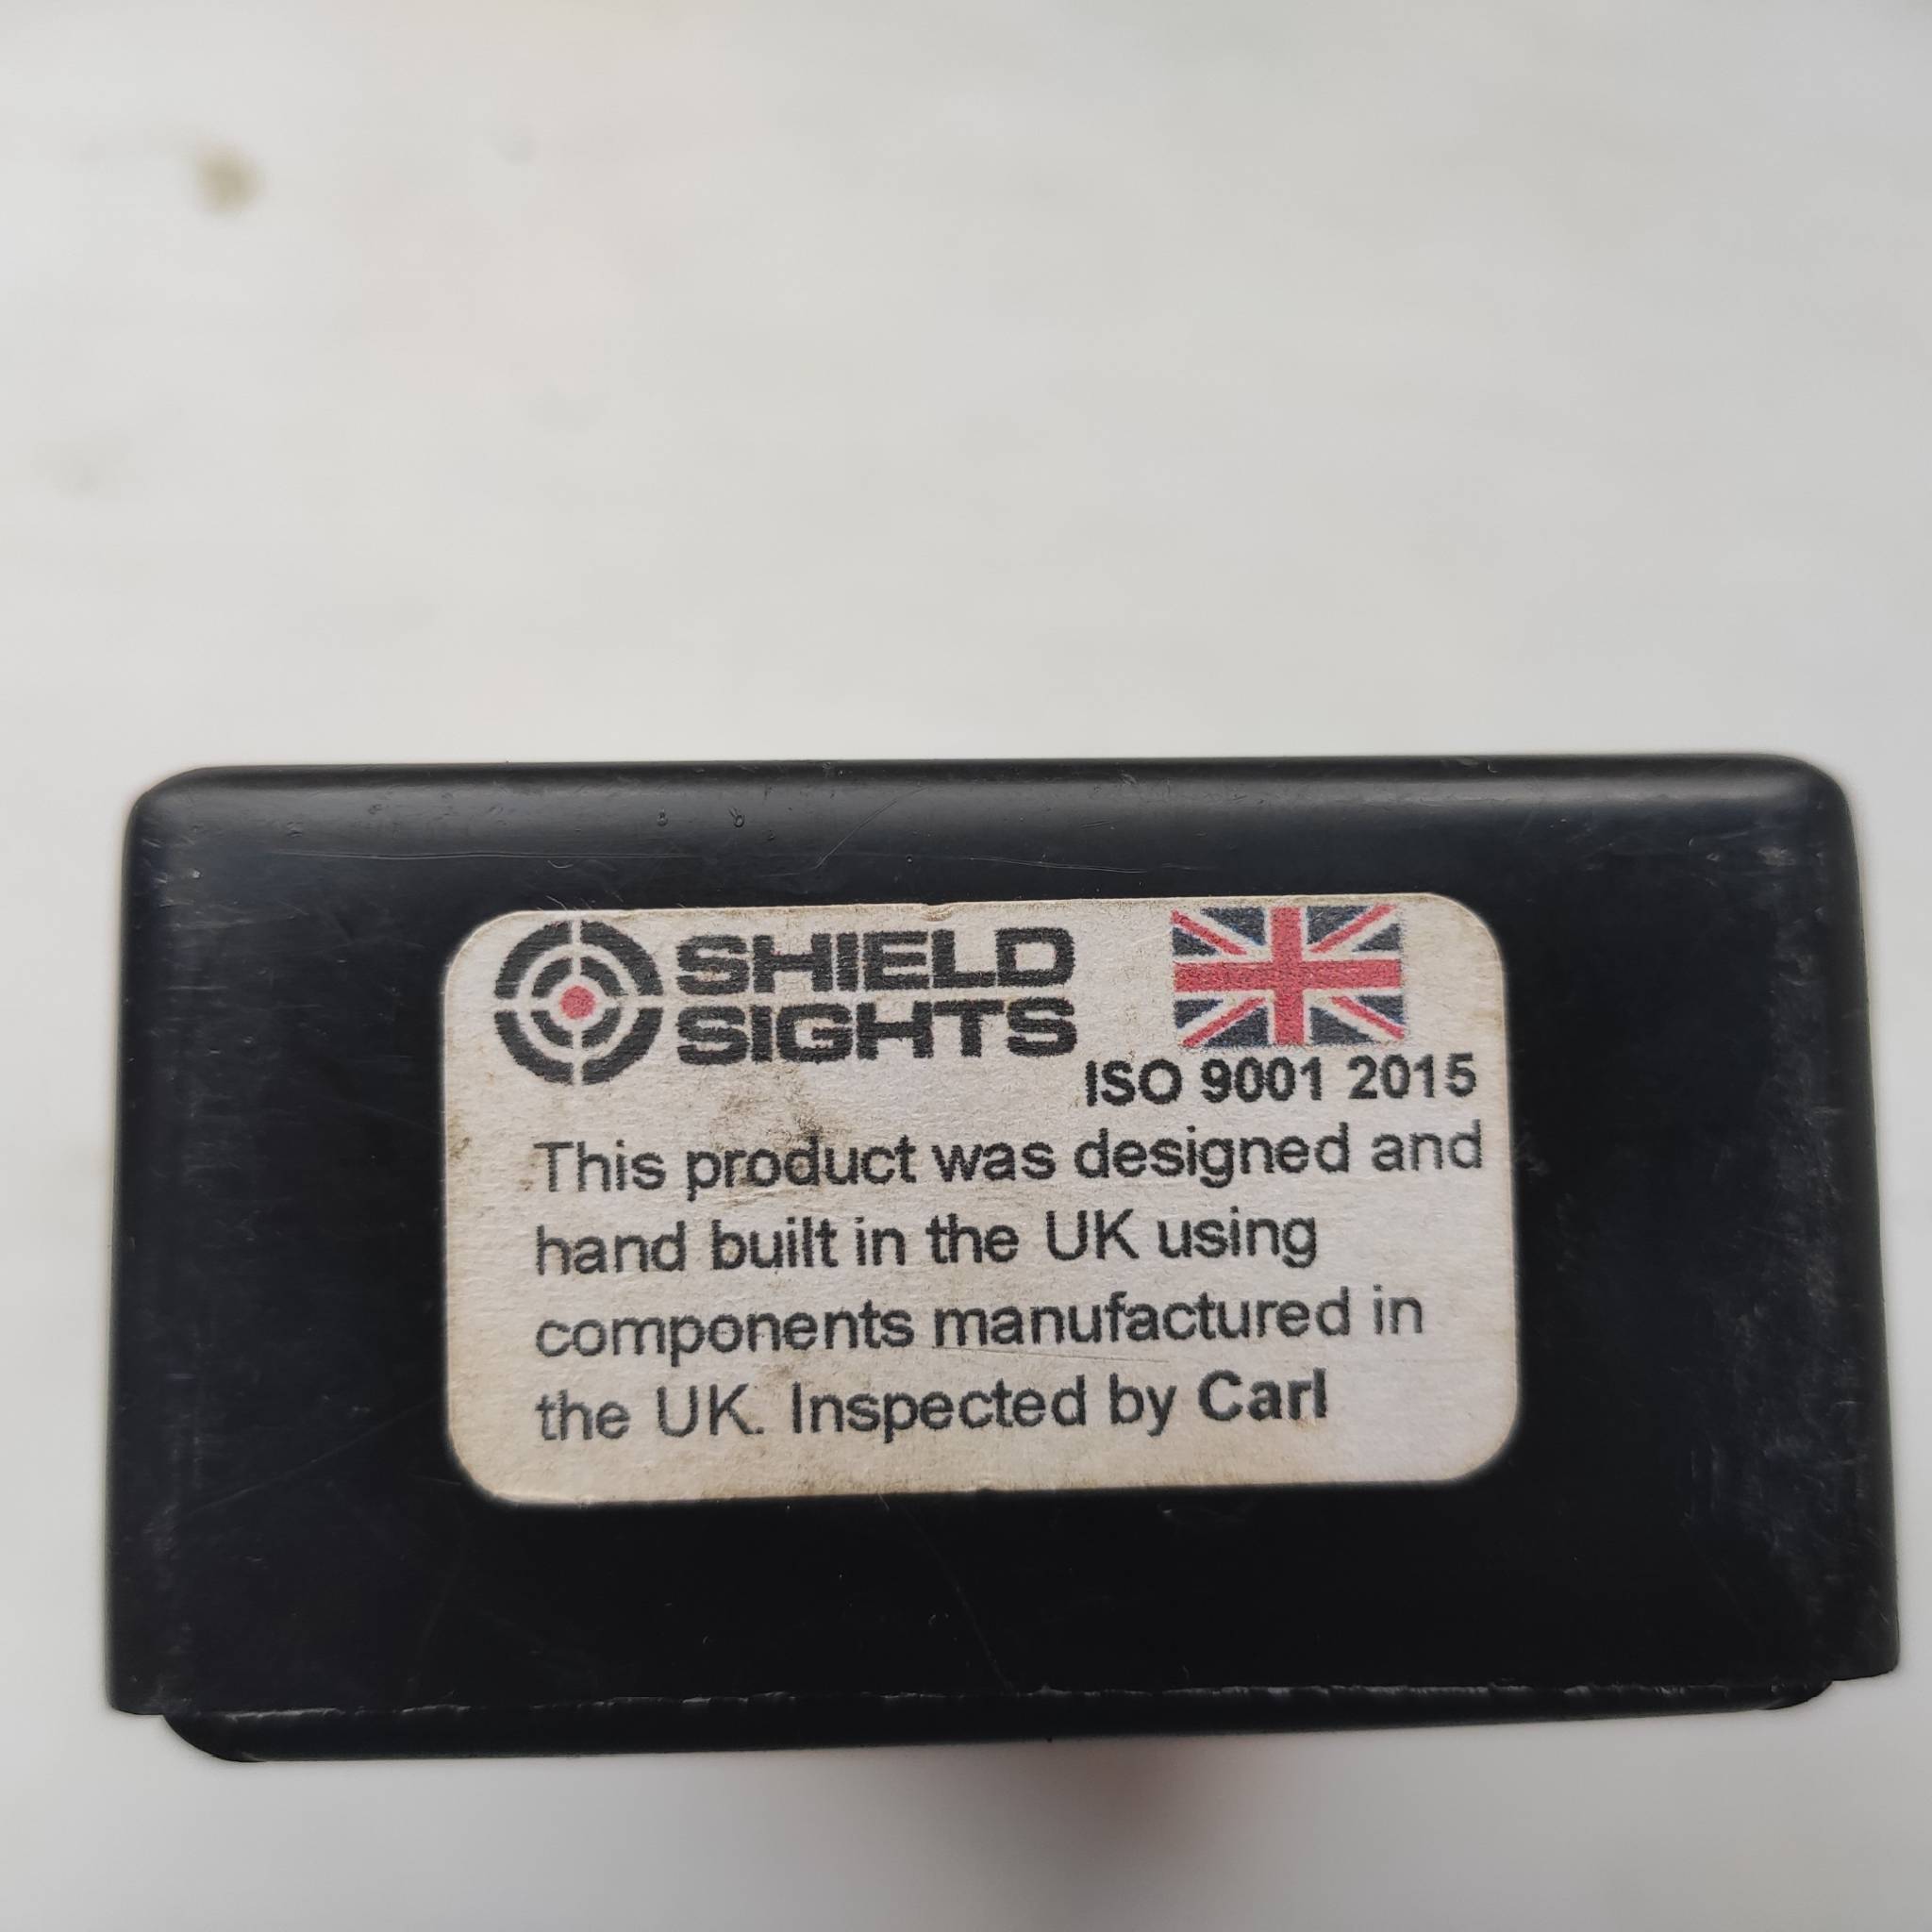 SHIELD
SIGHTS
ISO 9001 2015
This product was designed and
hand built in the UK using
components manufactured in
the UK. Inspected by Carl